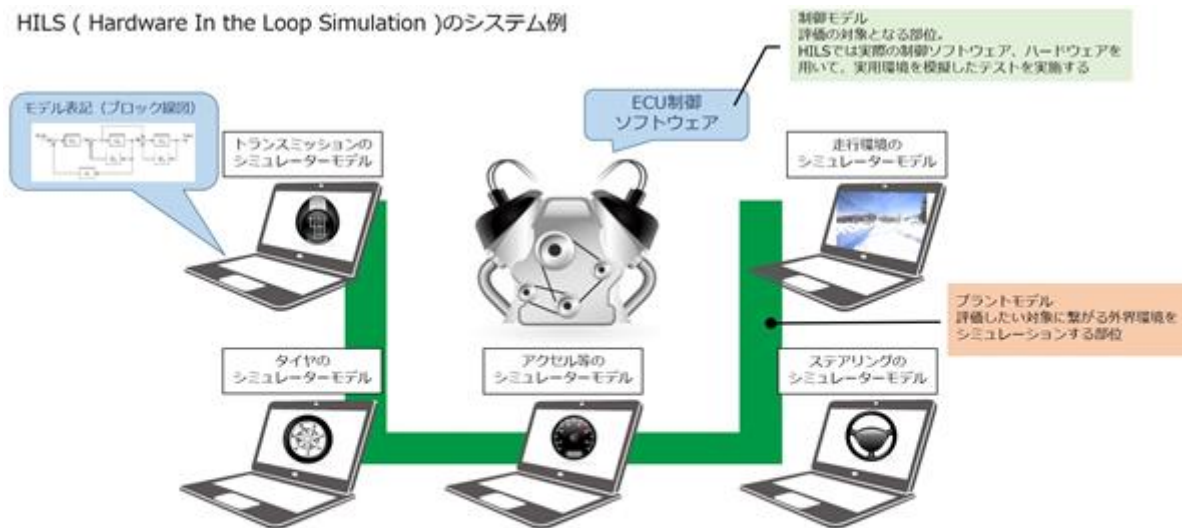 HILS ( Hardware In the Loop Simulation )のシステム例
制御モデル
評価の対象となる部位。
HILSでは実際の制御ソフトウェア、ハードウェアを
用いて、実用環境を模擬したテストを実施する
モデル表記（ブロック線図）
ECU制御
ソフトウェア
トランスミッションの
シミュレーターモデル
走行環境の
シミュレーターモデル
プラントモデル
評価したい対象に繋がる外界環境を
シミュレーションする部位
タイヤの
シミュレーターモデル
アクセル等の
シミュレーターモデル
ステアリングの
シミュレーターモデル